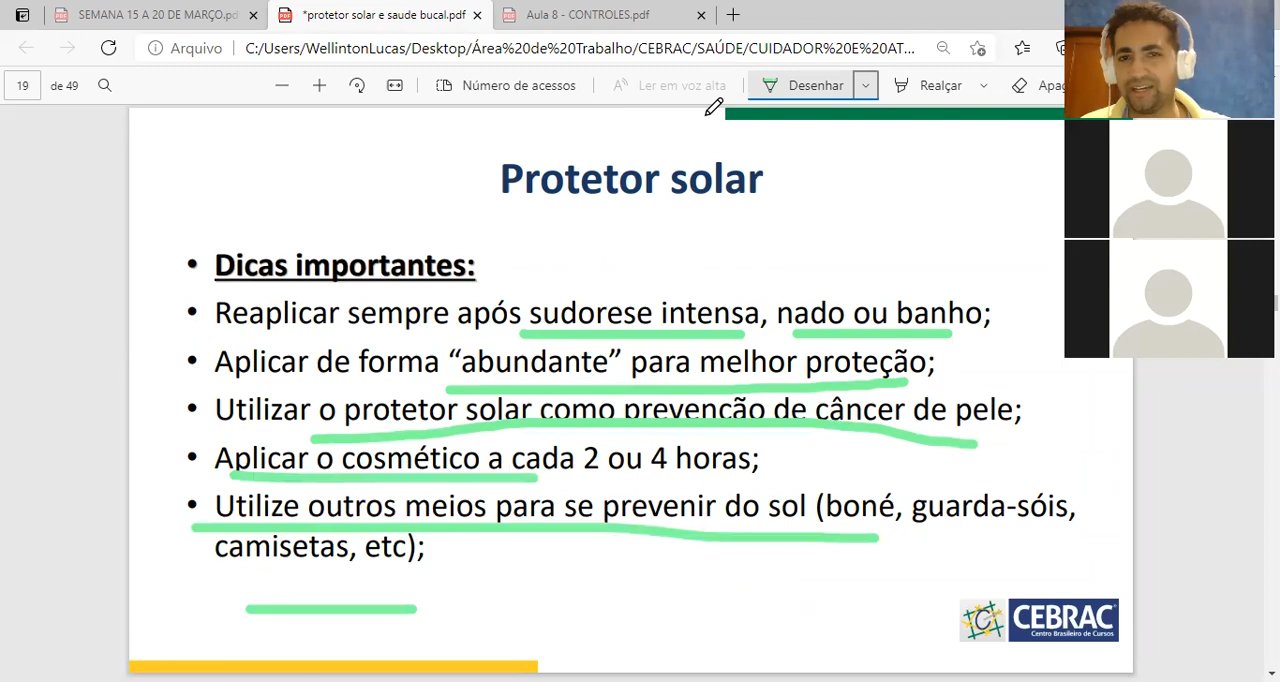 SEMANA 15 A 20 DE MARÇO.pd
*protetor solar e saude bucal.pdf
Aula 8 - CONTROLES.pdf
Arquivo
C:/Users/WellintonLucas/Desktop/Área%20de%20Trabalho/CEBRAC/SAÚDE/CUIDADOR%20E%20AT...
19 de 49
Número de acessos
Ler em voz alta
Desenhar
Realçar
Apag
Protetor solar
• Dicas importantes:
• Reaplicar sempre após sudorese intensa, nado ou banho;
• Aplicar de forma “abundante” para melhor proteção;
• Utilizar o protetor solar como prevenção de câncer de pele;
• Aplicar o cosmético a cada 2 ou 4 horas;
• Utilize outros meios para se prevenir do sol (boné, guarda-sóis,
camisetas, etc);
CEBRAC
Centro Brasileiro de Cursos